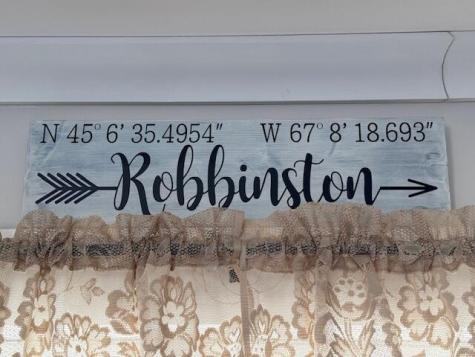 N 45° 6' 35.4954" W 67° 8' 18.693"
Robbinston